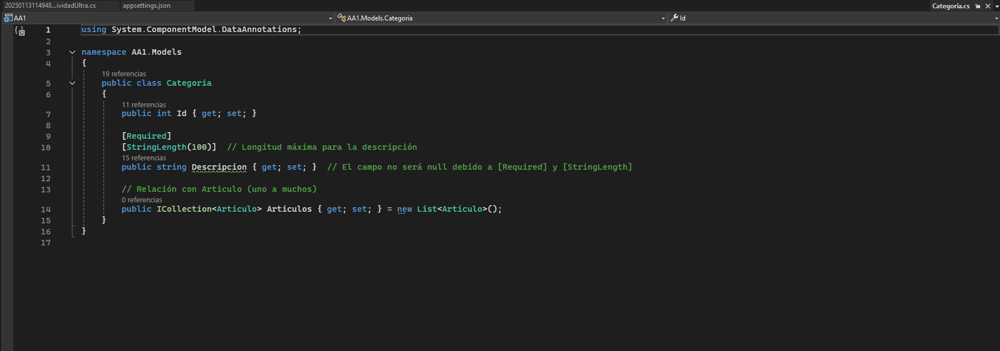 20250113114948...ividadUltra.cs appsettings.json Categoria.cs
AA1 AA1.Models.Categoria Id
1 using System.ComponentModel.DataAnnotations;
2
3 namespace AA1.Models
4 {
19 referencias
5 public class Categoria
6 {
11 referencias
7 public int Id { get; set; }
8
9 [Required]
10 [StringLength(100)] // Longitud máxima para la descripción
15 referencias
11 public string Descripcion { get; set; } // El campo no será null debido a [Required] y [StringLength]
12
13 // Relación con Articulo (uno a muchos)
0 referencias
14 public ICollection<Articulo> Articulos { get; set; } = new List<Articulo>();
15 }
16 }
17